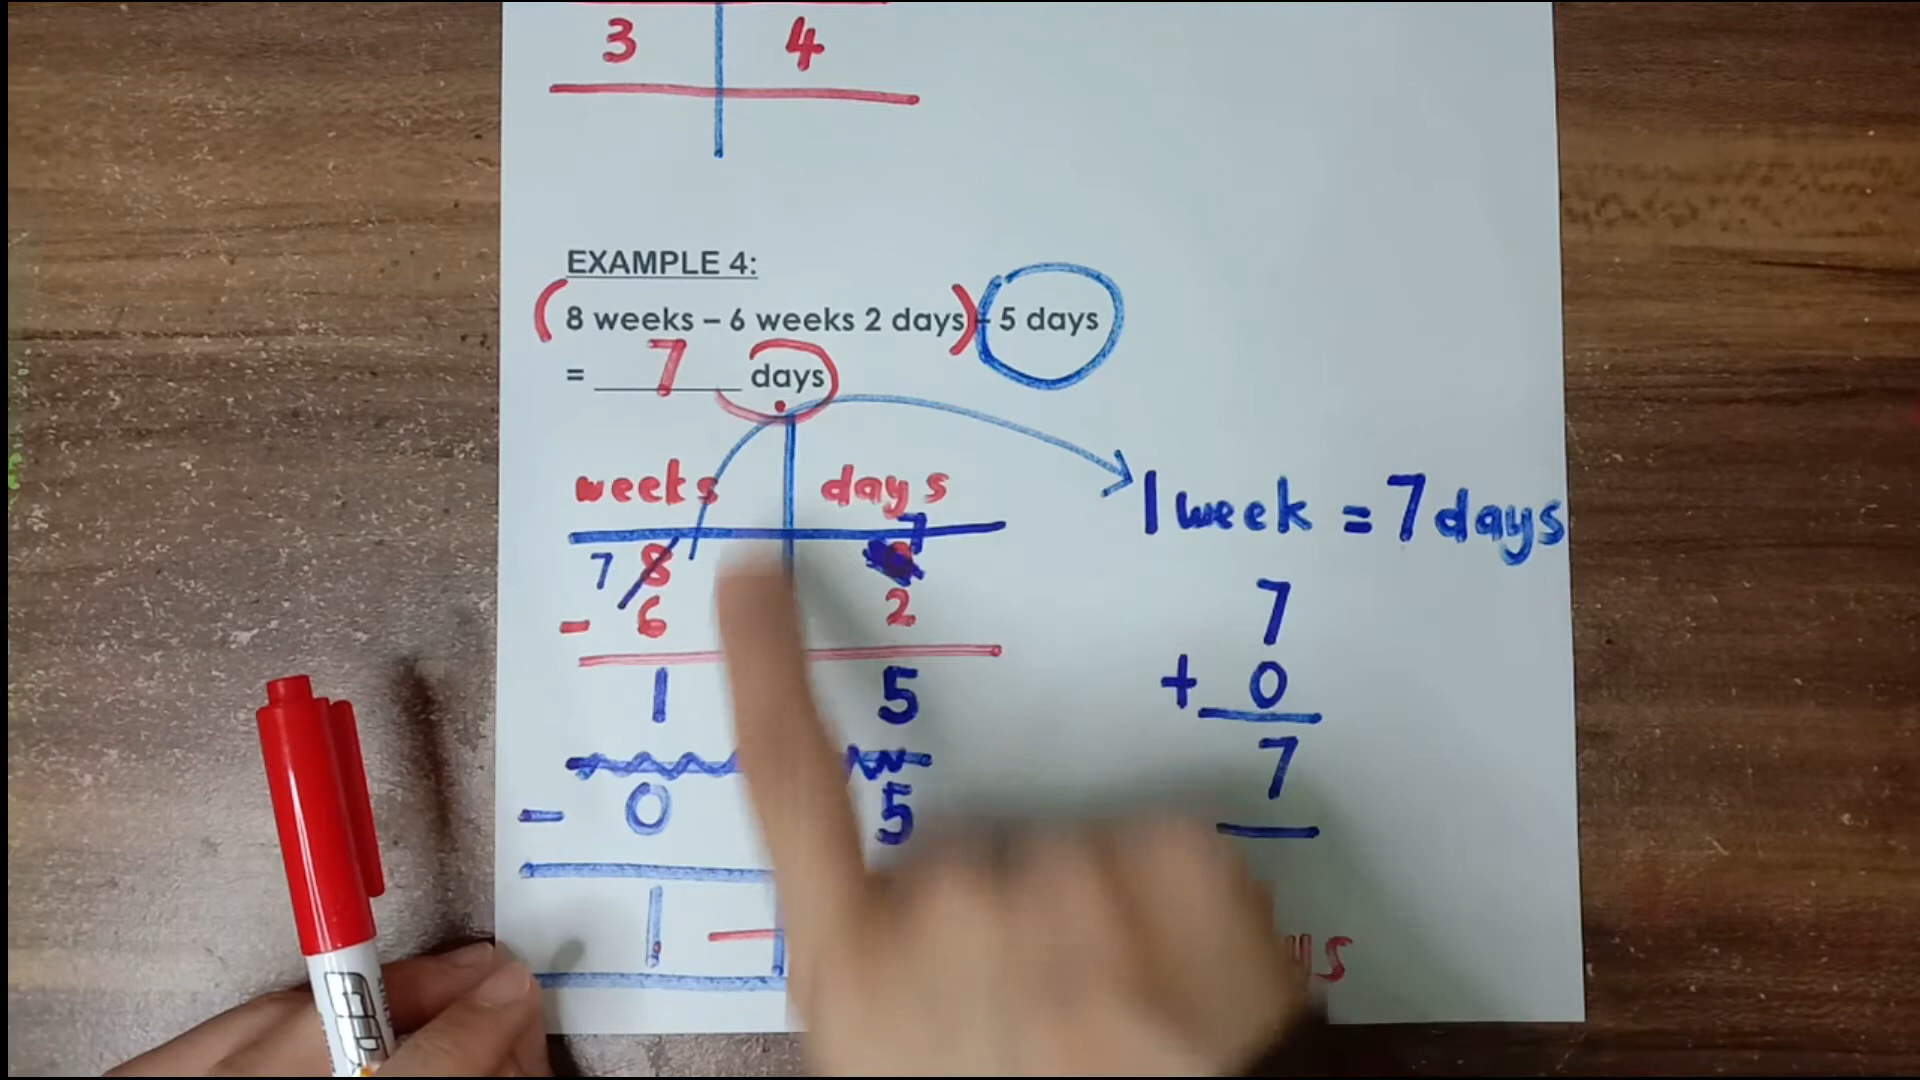 3 4
EXAMPLE 4:
(8 weeks – 6 weeks 2 days) – 5 days
= 7 days
weeks days
7 8 7
- 6 2
1 5
- 0 5
1
1 week = 7 days
7
+ 0
7